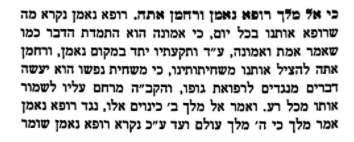 כי אל מלך רופא נאמן ורחמן אתה. רופא נאמן נקרא מה
שרופא אותנו בכל יום, כי אמונה הוא התמדת הדבר כמו
שאמר אמת ואמונה, ע״ד ותקעתיו יתד במקום נאמן, ורחמן
אתה להציל אותנו משחיתותינו, כי משחית נפשו הוא יעשה
דברים מנגדים לרפואת גופו, והקב״ה מרחם עליו לשמור
אותו מכל רע. ואמר אל מלך ב׳ כינוים אלו, נגד רופא נאמן
אמר מלך כי ה׳ מלך עולם ועד ע״כ נקרא רופא נאמן שומר